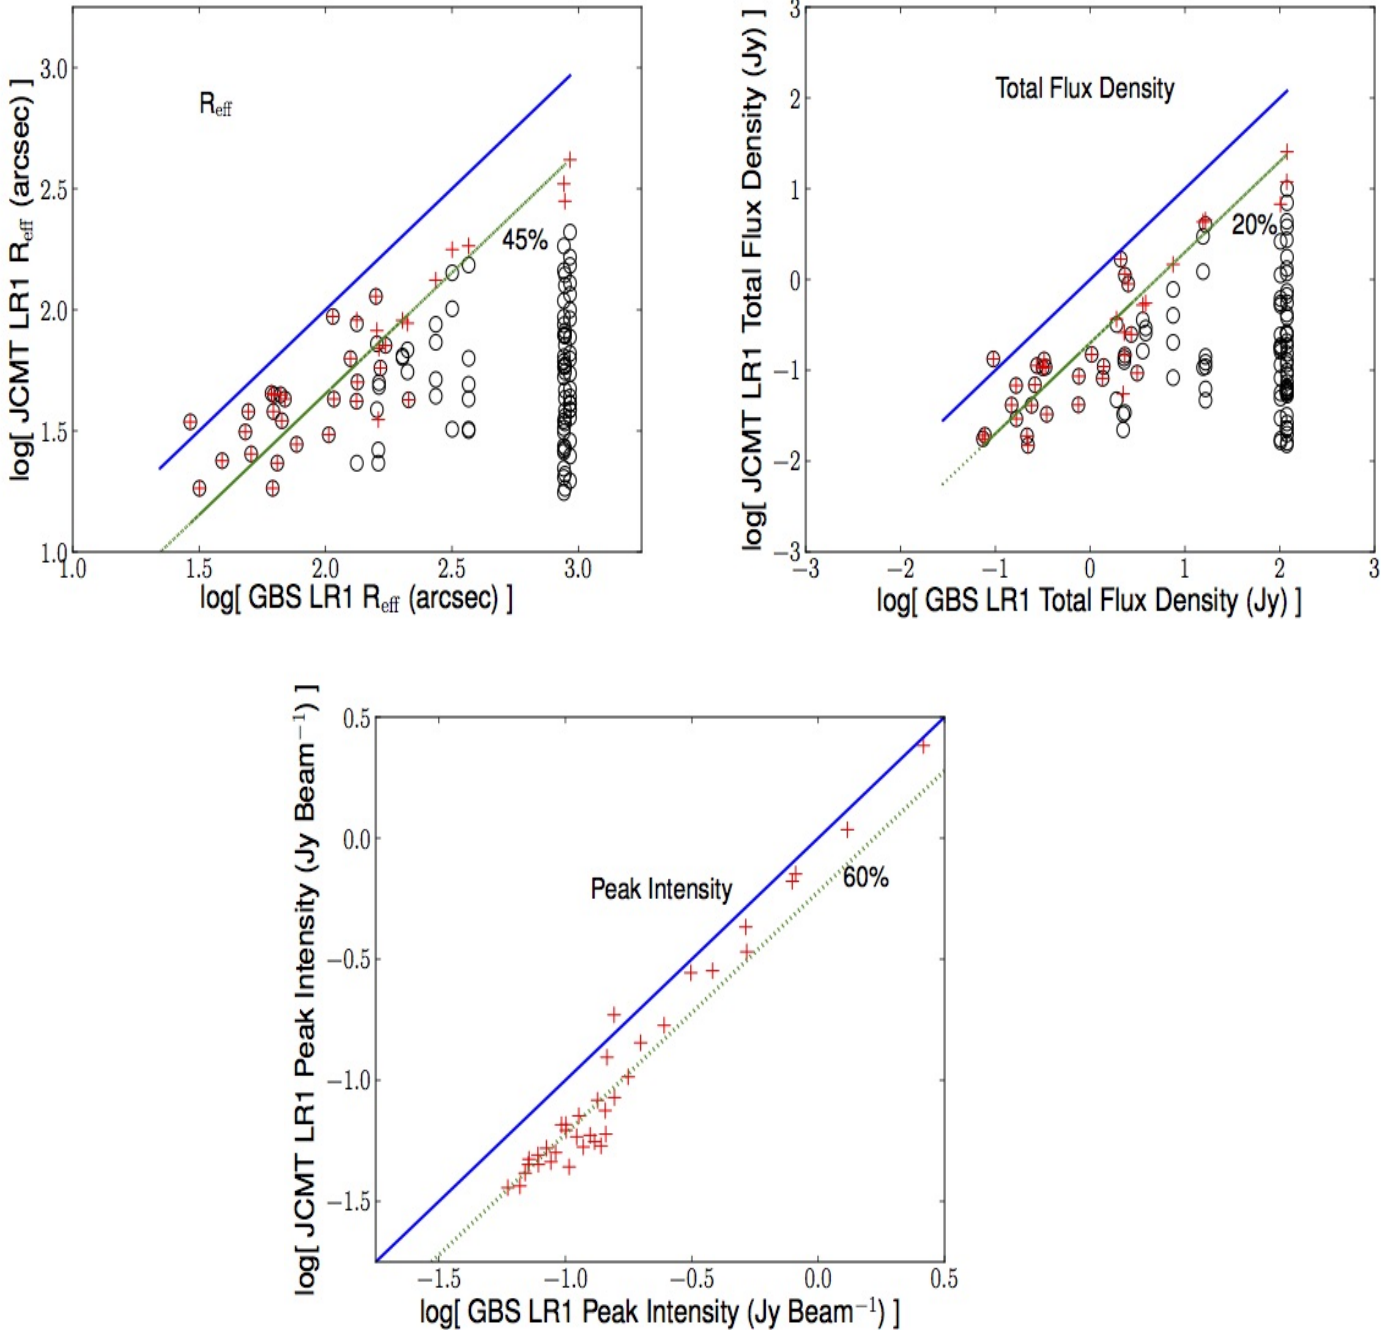 log[ JCMT LR1 R_eff (arcsec) ]
3.0
2.5
2.0
1.5
1.0
R_eff
45%
1.0 1.5 2.0 2.5 3.0
log[ GBS LR1 R_eff (arcsec) ]
log[ JCMT LR1 Total Flux Density (Jy) ]
3
2
1
0
−1
−2
−3
Total Flux Density
20%
−3 −2 −1 0 1 2 3
log[ GBS LR1 Total Flux Density (Jy) ]
log[ JCMT LR1 Peak Intensity (Jy Beam⁻¹) ]
0.5
0.0
−0.5
−1.0
−1.5
Peak Intensity
60%
−1.5 −1.0 −0.5 0.0 0.5
log[ GBS LR1 Peak Intensity (Jy Beam⁻¹) ]